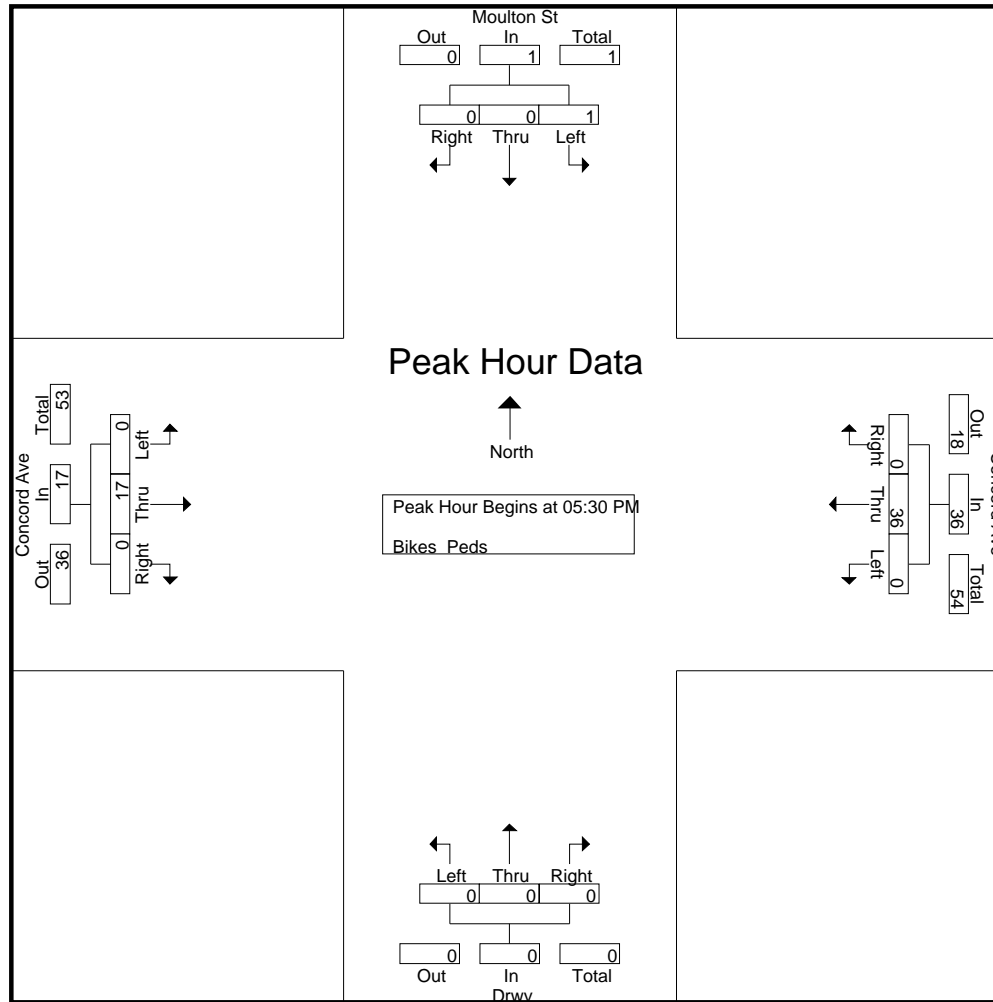 Moulton St
Out In Total
0 1 1
0 0 1
Right Thru Left
Peak Hour Data
North
Peak Hour Begins at 05:30 PM
Bikes Peds
Concord Ave
Total In Out
53 17 36
0 17 0
Left Thru Right
Out In Total
18 36 54
0 36 0
Right Thru Left
Left Thru Right
0 0 0
0 0 0
Out In Total
Drwy